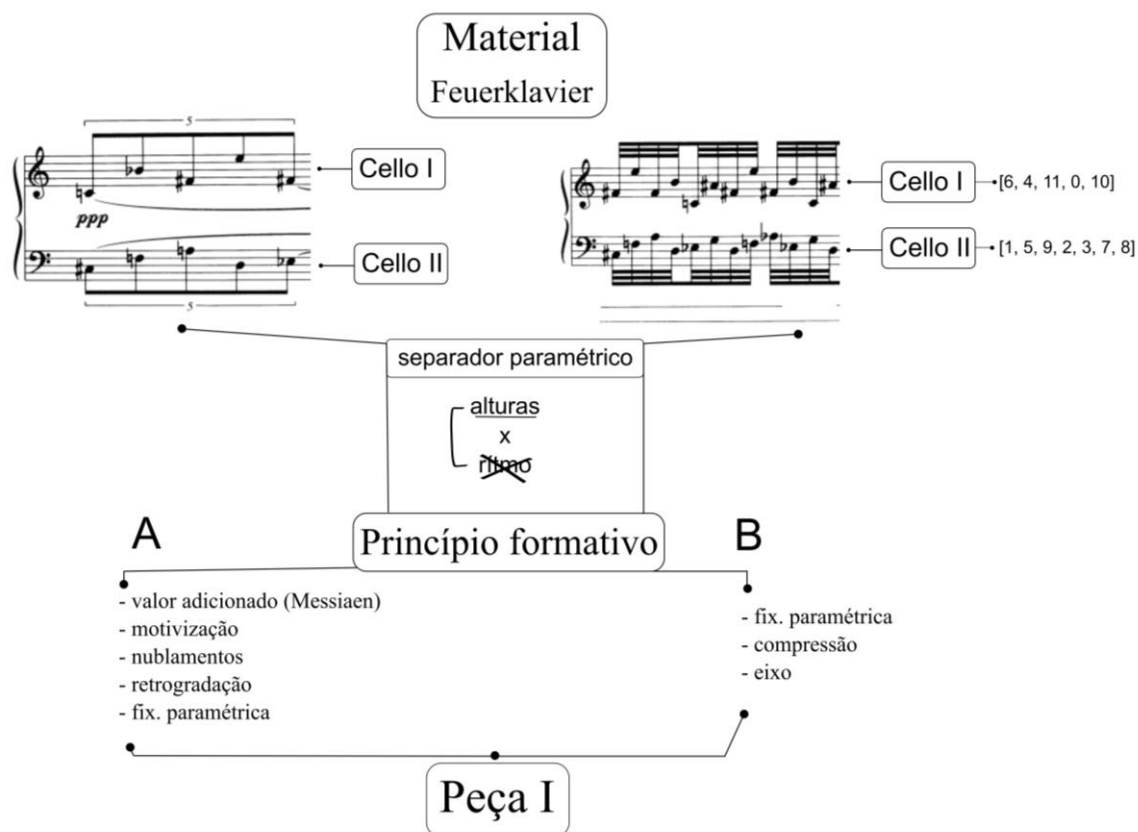 Material
Feuerklavier
5
Cello I
ppp
Cello II
5
Cello I
[6, 4, 11, 0, 10]
Cello II
[1, 5, 9, 2, 3, 7, 8]
separador paramétrico
alturas
x
ritmo
A
Princípio formativo
B
- valor adicionado (Messiaen)
- motivização
- nublamentos
- retrogradação
- fix. paramétrica
- fix. paramétrica
- compressão
- eixo
Peça I